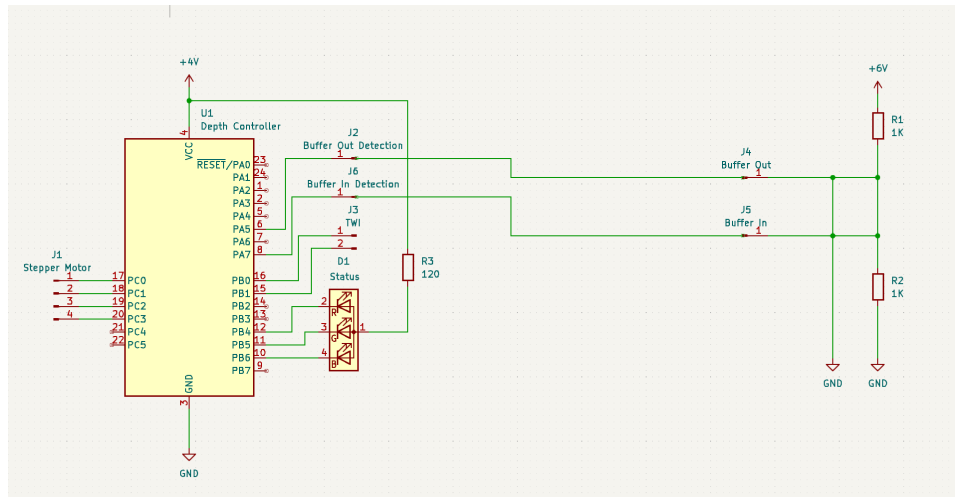 +4V
+6V
U1
Depth Controller
4
VCC
R1
1K
J2
Buffer Out Detection
1
J4
Buffer Out
1
J6
Buffer In Detection
1
J3
TWI
1
2
J5
Buffer In
1
RESET/PA0 23
PA1 24
PA2 1
PA3 2
PA4 5
PA5 6
PA6 7
PA7 8
J1
Stepper Motor
1 17 PC0
2 18 PC1
3 19 PC2
4 20 PC3
21 PC4
22 PC5
PB0 16
PB1 15
PB2 14
PB3 13
PB4 12
PB5 11
PB6 10
PB7 9
D1
Status
2 R
3 G 1
4 B
R3
120
R2
1K
GND
3
GND
GND
GND